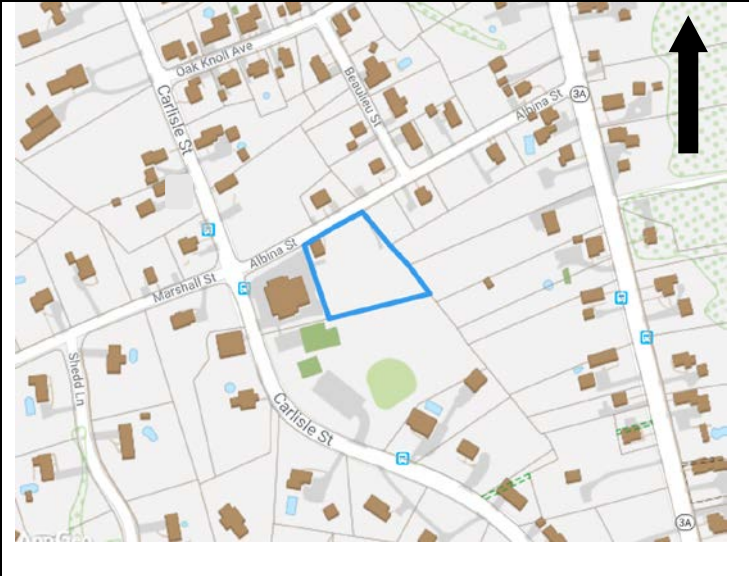 Oak Knoll Ave
Carlisle St
Beaulieu St
Albina St
3A
Albina St
Marshall St
Shedd Ln
Carlisle St
3A